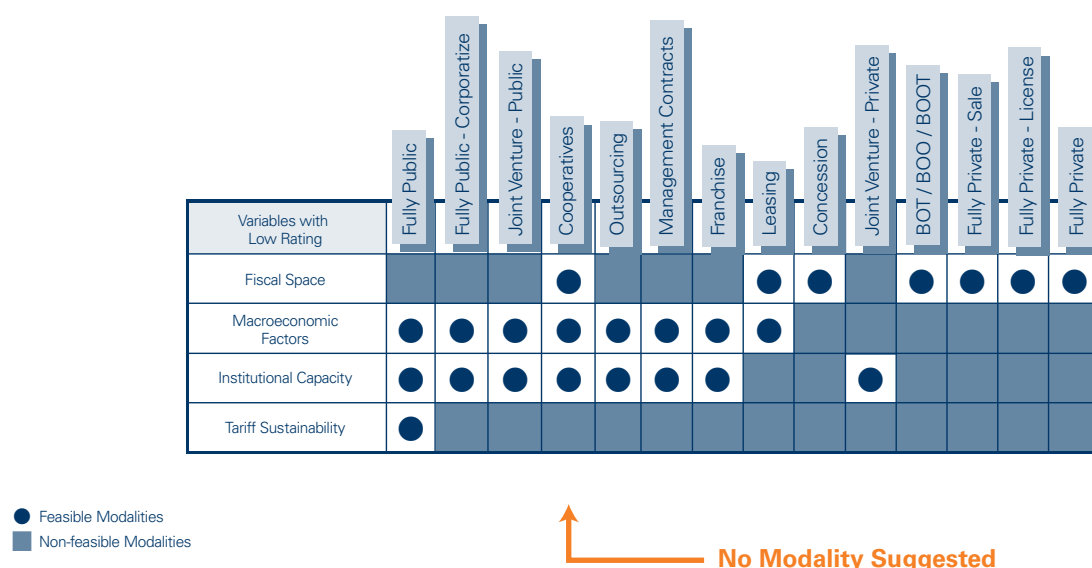 Fully Public
Fully Public - Corporatize
Joint Venture - Public
Cooperatives
Outsourcing
Management Contracts
Franchise
Leasing
Concession
Joint Venture - Private
BOT / BOO / BOOT
Fully Private - Sale
Fully Private - License
Fully Private
Variables with
Low Rating
Fiscal Space
Macroeconomic
Factors
Institutional Capacity
Tariff Sustainability
Feasible Modalities
Non-feasible Modalities
No Modality Suggested